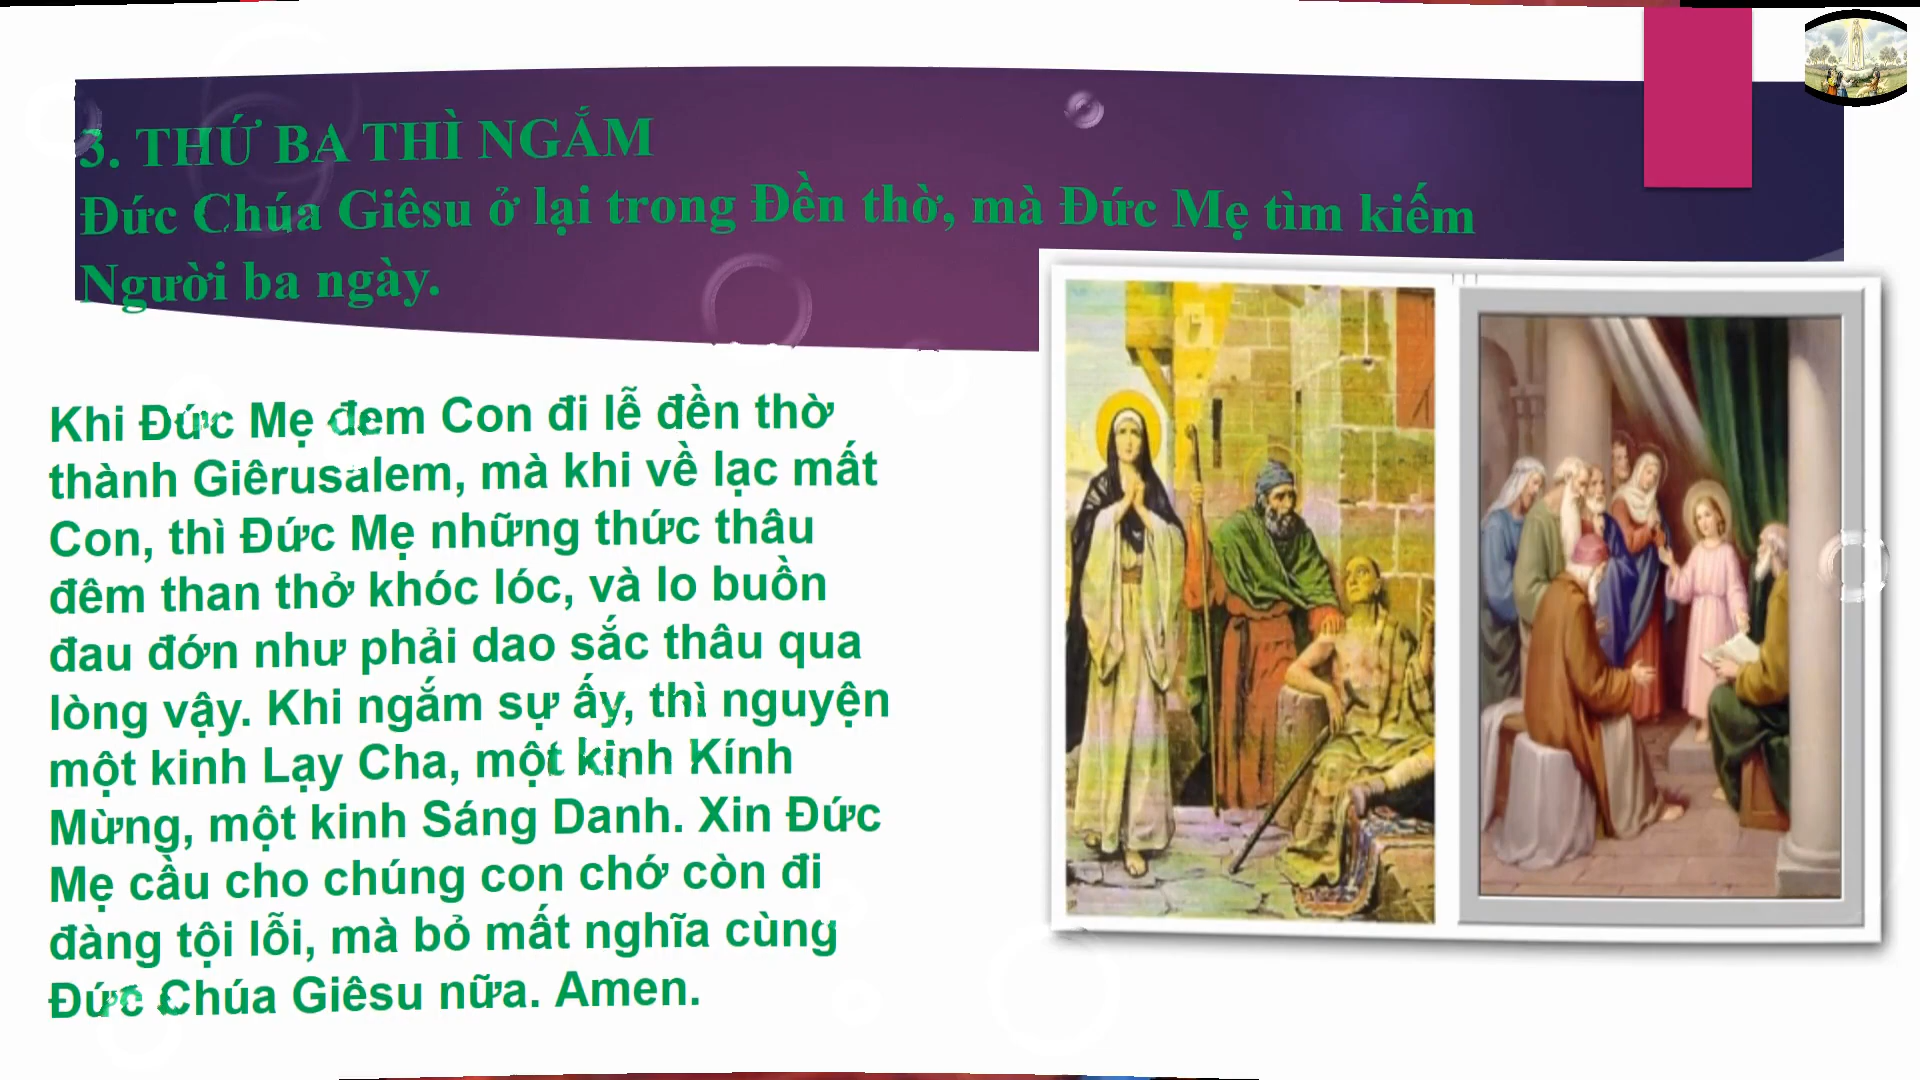 3. THỨ BA THÌ NGẮM
Đức Chúa Giêsu ở lại trong Đền thờ, mà Đức Mẹ tìm kiếm
Người ba ngày.
Khi Đức Mẹ đem Con đi lễ đền thờ
thành Giêrusalem, mà khi về lạc mất
Con, thì Đức Mẹ những thức thâu
đêm than thở khóc lóc, và lo buồn
đau đớn như phải dao sắc thâu qua
lòng vậy. Khi ngắm sự ấy, thì nguyện
một kinh Lạy Cha, một kinh Kính
Mừng, một kinh Sáng Danh. Xin Đức
Mẹ cầu cho chúng con chớ còn đi
đàng tội lỗi, mà bỏ mất nghĩa cùng
Đức Chúa Giêsu nữa. Amen.